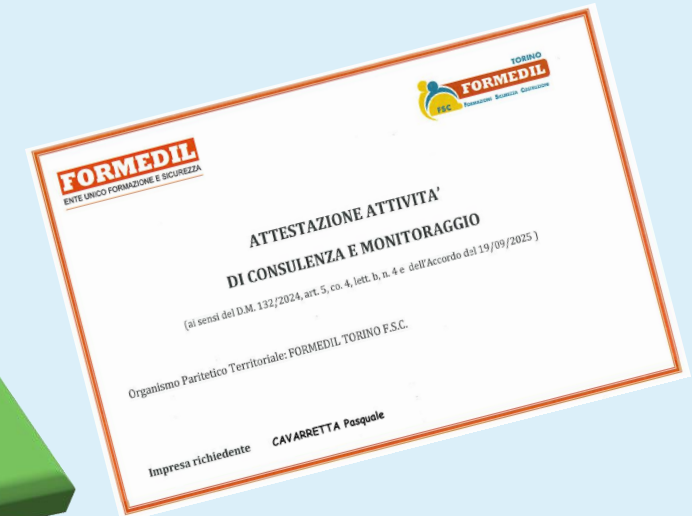 TORINO
FORMEDIL
FSC FORMAZIONE SICUREZZA COSTRUZIONI
FORMEDIL
ENTE UNICO FORMAZIONE E SICUREZZA
ATTESTAZIONE ATTIVITA'
DI CONSULENZA E MONITORAGGIO
(ai sensi del D.M. 132/2024, art. 5, co. 4, lett. b, n. 4 e dell'Accordo del 19/09/2025 )
Organismo Paritetico Territoriale: FORMEDIL TORINO F.S.C.
Impresa richiedente CAVARRETTA Pasquale